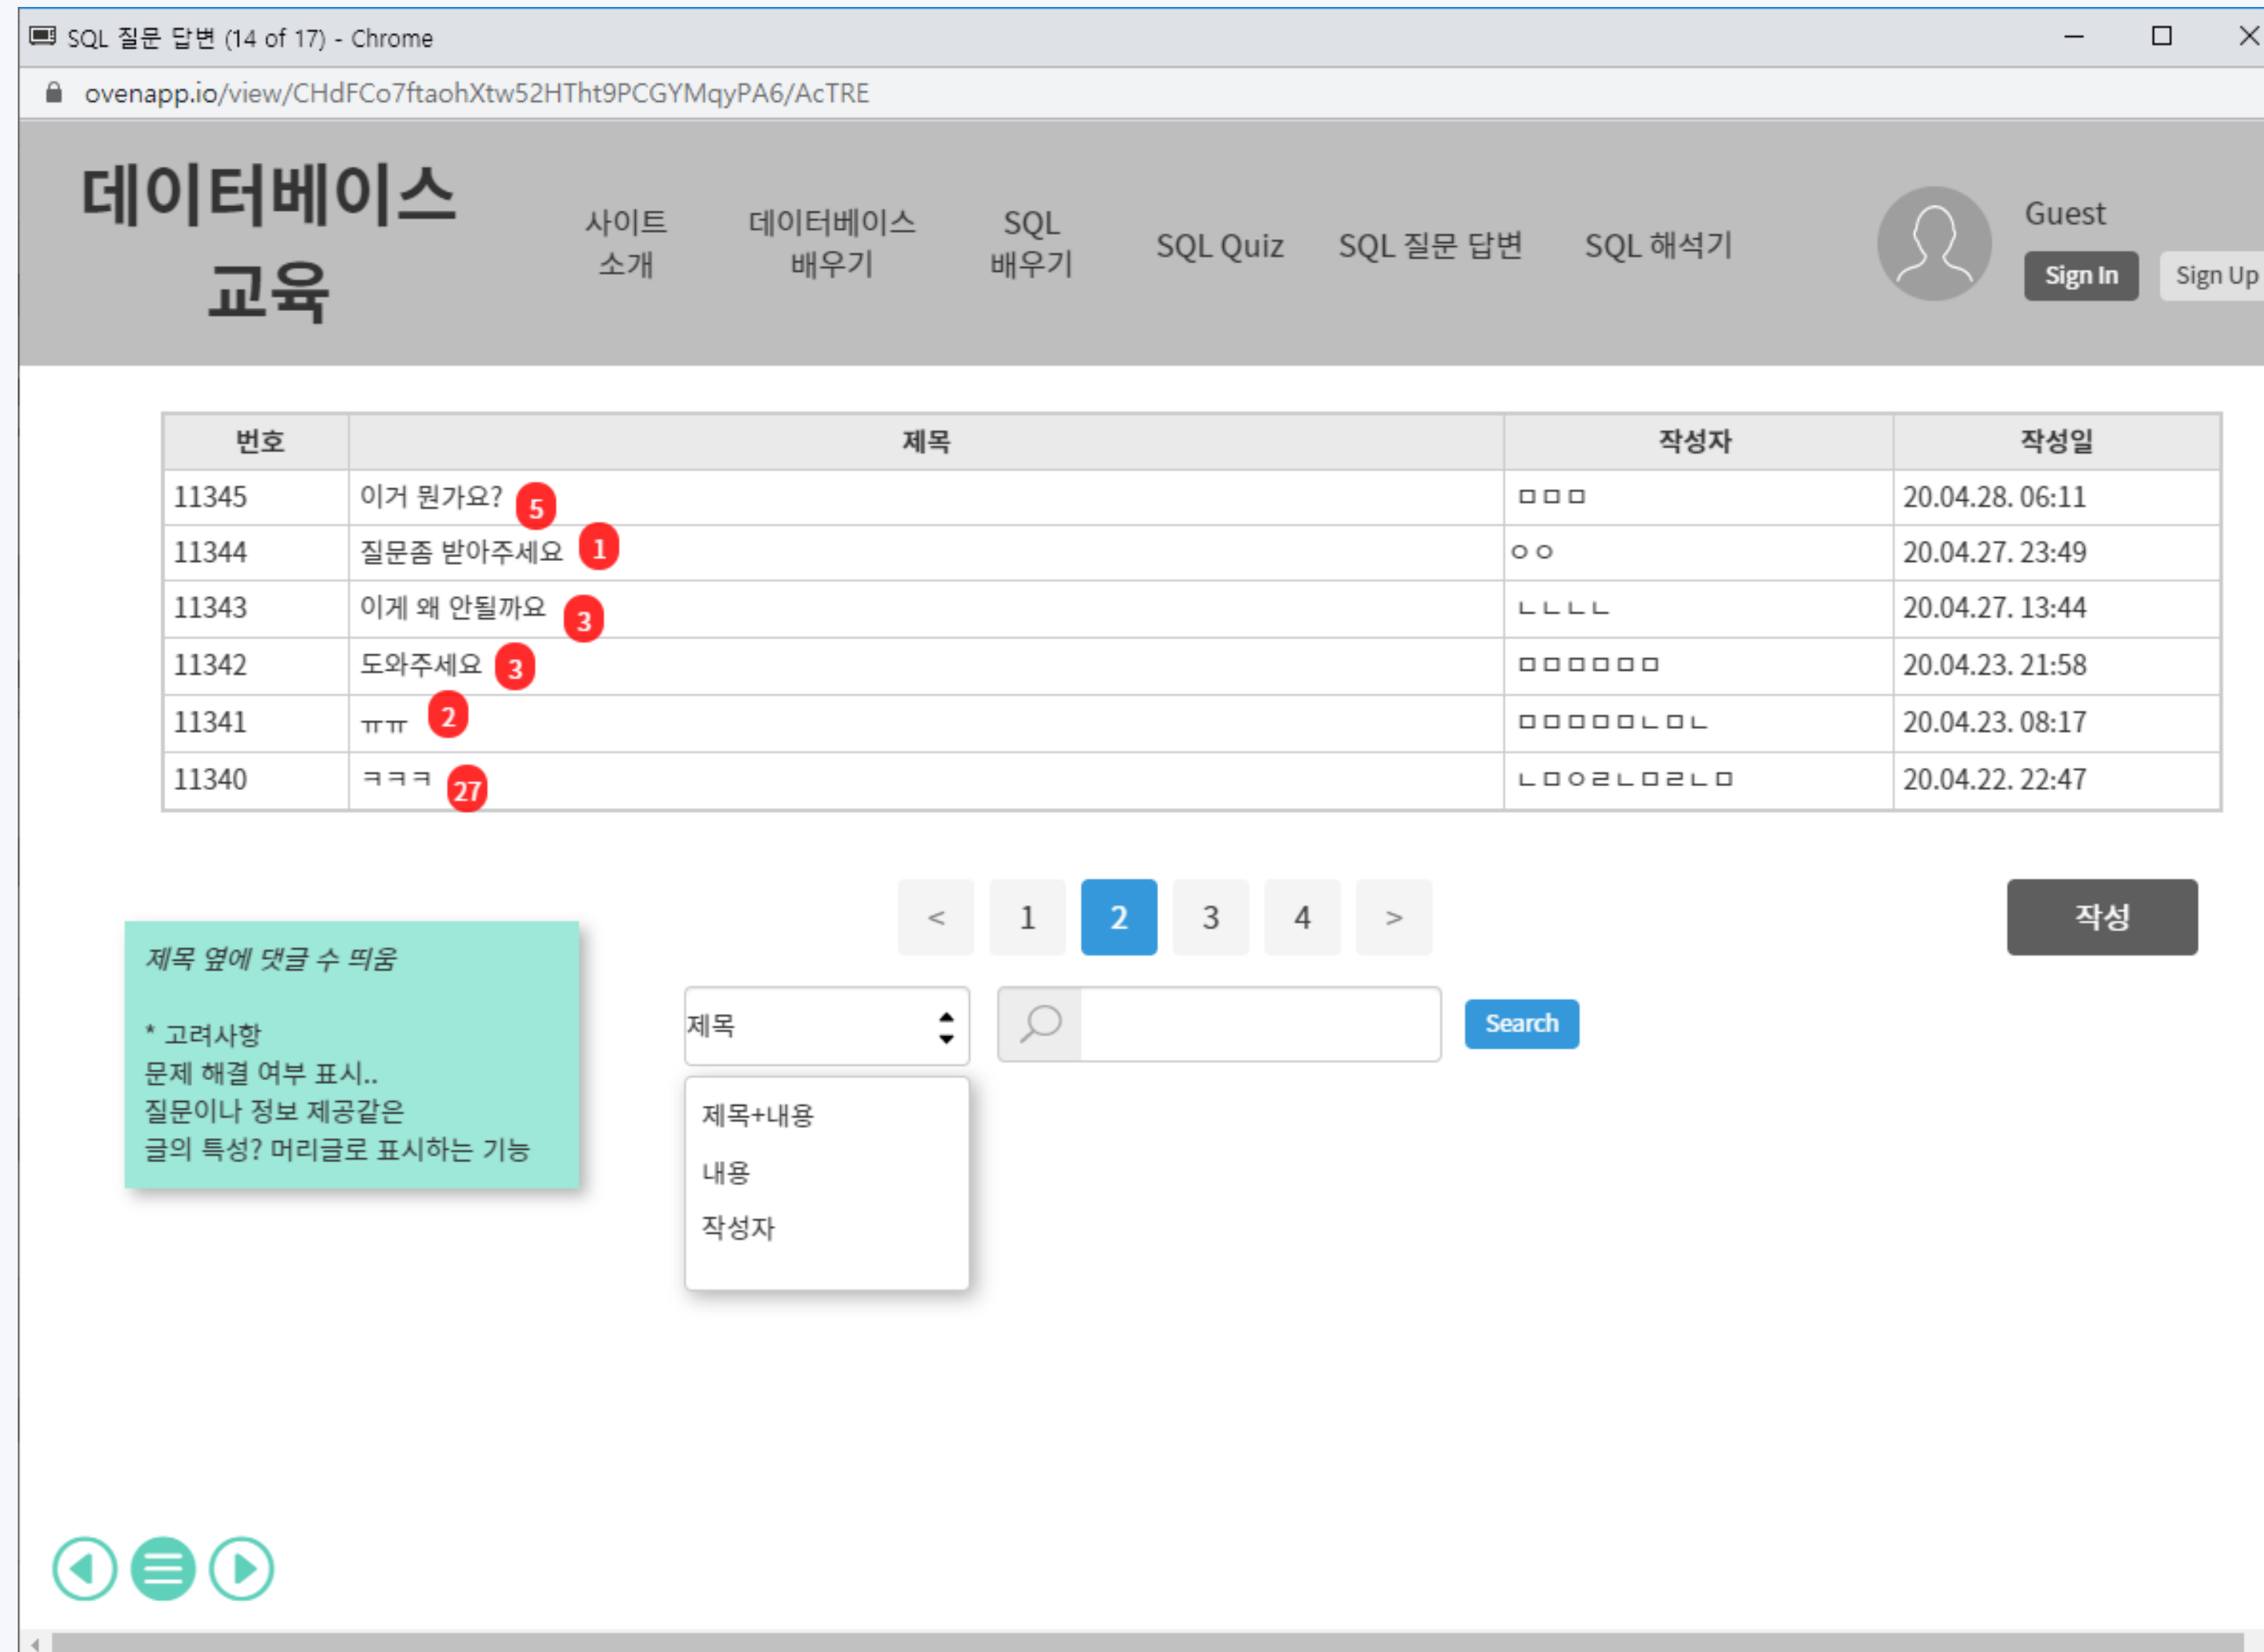 SQL 질문 답변 (14 of 17) - Chrome
ovenapp.io/view/CHdFCo7ftaohXtw52HTht9PCGYMqyPA6/AcTRE
데이터베이스
교육
사이트
소개
데이터베이스
배우기
SQL
배우기
SQL Quiz
SQL 질문 답변
SQL 해석기
Guest
Sign In
Sign Up
번호 제목 작성자 작성일
11345 이거 뭔가요? 5 ㅁㅁㅁ 20.04.28. 06:11
11344 질문좀 받아주세요 1 ㅇㅇ 20.04.27. 23:49
11343 이게 왜 안될까요 3 ㄴㄴㄴㄴ 20.04.27. 13:44
11342 도와주세요 3 ㅁㅁㅁㅁㅁㅁ 20.04.23. 21:58
11341 ㅠㅠ 2 ㅁㅁㅁㅁㅁㄴㅁㄴ 20.04.23. 08:17
11340 ㅋㅋㅋ 27 ㄴㅁㅇㄹㄴㅁㄹㄴㅁ 20.04.22. 22:47
< 1 2 3 4 >
작성
제목 옆에 댓글 수 띄움
* 고려사항
문제 해결 여부 표시..
질문이나 정보 제공같은
글의 특성? 머리글로 표시하는 기능
제목
Search
제목+내용
내용
작성자